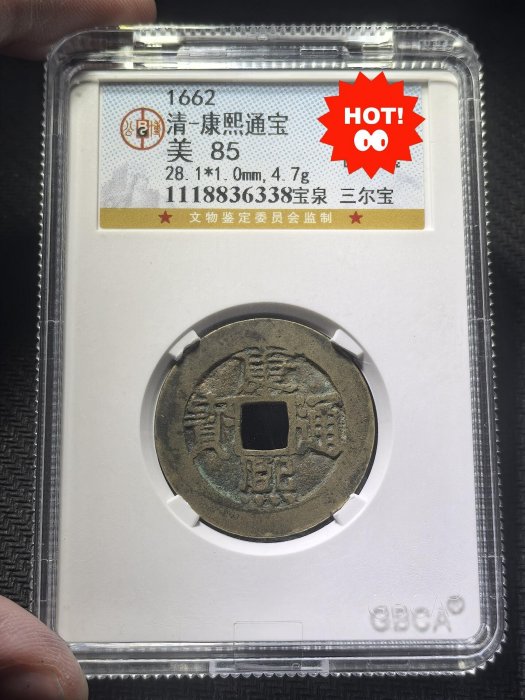 1662
清-康熙通宝
美 85
28.1*1.0mm,4.7g
1118836338宝泉 三尔宝
★ 文物鉴定委员会监制 ★
HOT!
康
寶 通
熙
GBCA